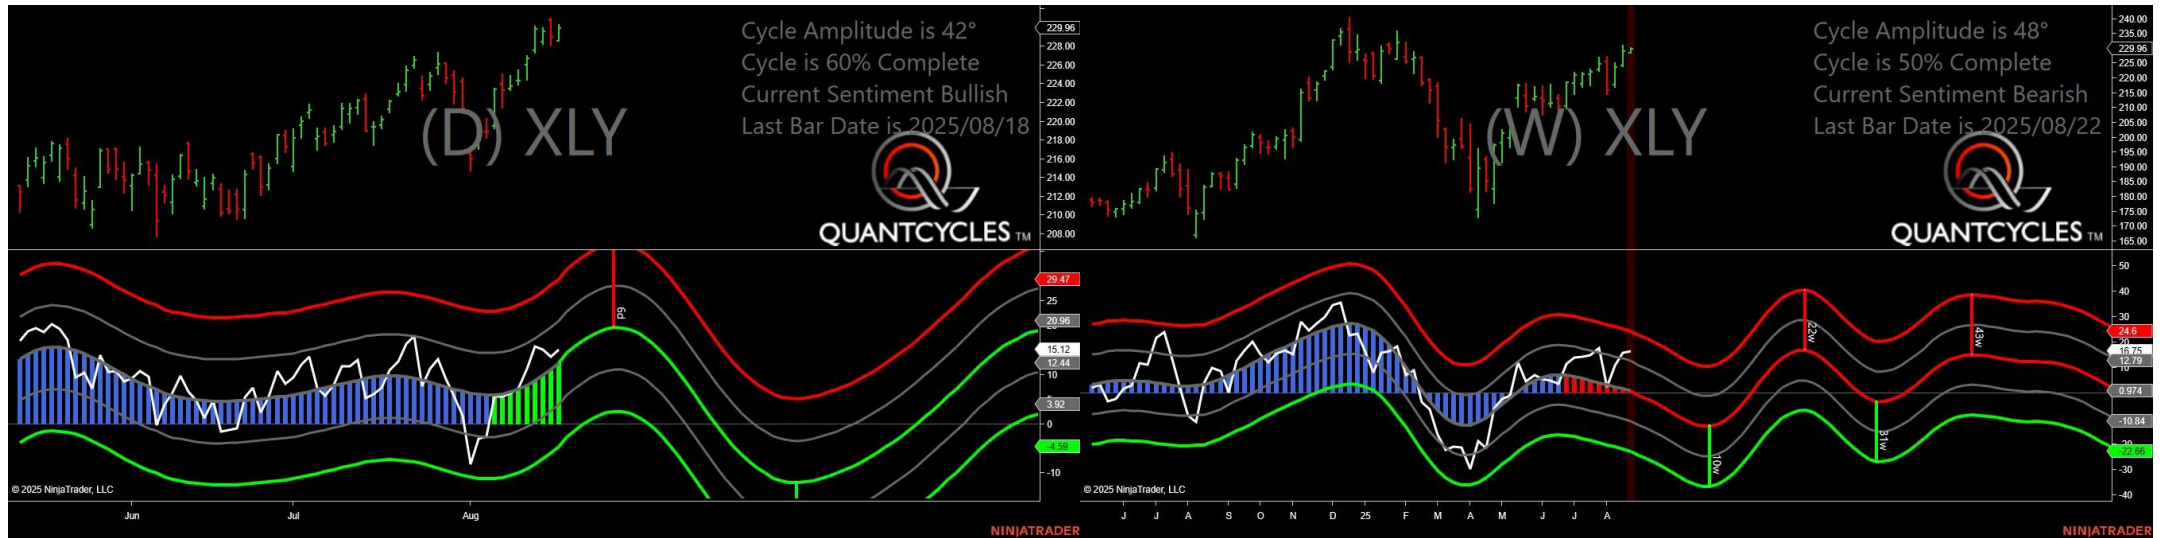 Cycle Amplitude is 42°
Cycle is 60% Complete
Current Sentiment Bullish
Last Bar Date is 2025/08/18
(D) XLY
QUANTCYCLES TM
229.96
228.00
226.00
224.00
222.00
220.00
218.00
216.00
214.00
212.00
210.00
208.00
6d
29.47
25
20.96
15.12
12.44
10
3.92
0
-4.59
-10
© 2025 NinjaTrader, LLC
Jun Jul Aug
NINJATRADER
Cycle Amplitude is 48°
Cycle is 50% Complete
Current Sentiment Bearish
Last Bar Date is 2025/08/22
(W) XLY
QUANTCYCLES TM
240.00
235.00
229.96
225.00
220.00
215.00
210.00
205.00
200.00
195.00
190.00
185.00
180.00
175.00
170.00
165.00
10w
22w
31w
43w
50
40
30
24.6
20
16.75
12.79
0.974
-10.84
-22.66
-30
-40
© 2025 NinjaTrader, LLC
J J A S O N D 25 F M A M J J A
NINJATRADER